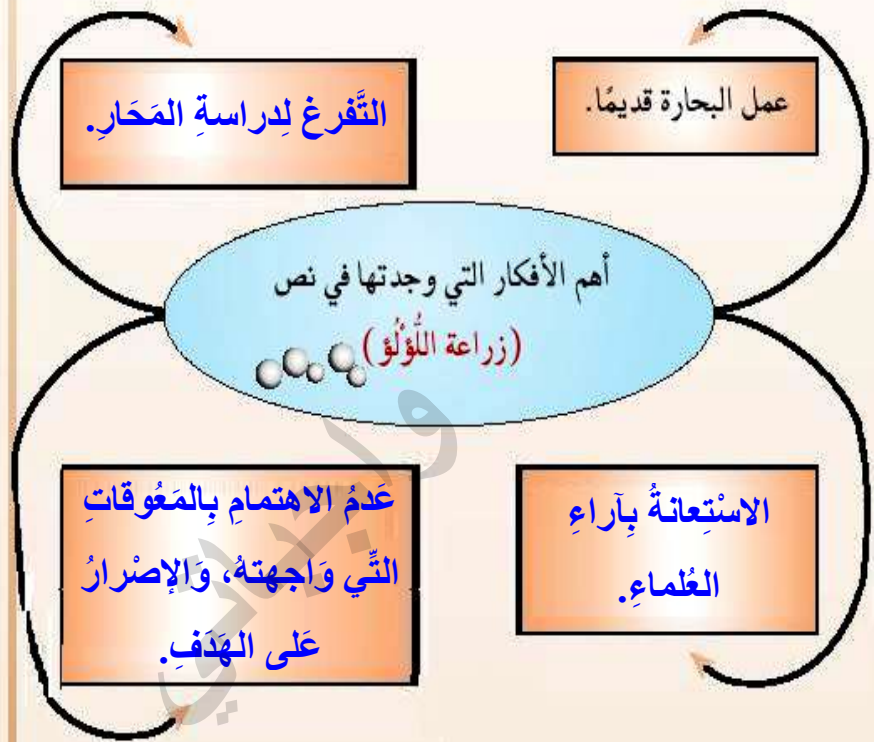 عمل البحارة قديمًا.
التَّفرغ لِدراسةِ المَحَارِ.
أهم الأفكار التي وجدتها في نص
(زراعة اللُّؤْلُؤ)
الاسْتِعانةُ بِآراءِ
العُلماءِ.
عَدمُ الاهتمامِ بِالمَعُوقاتِ
التِّي وَاجهتهُ، وَالإصْرارُ
عَلى الهَدَفِ.
واجباتي